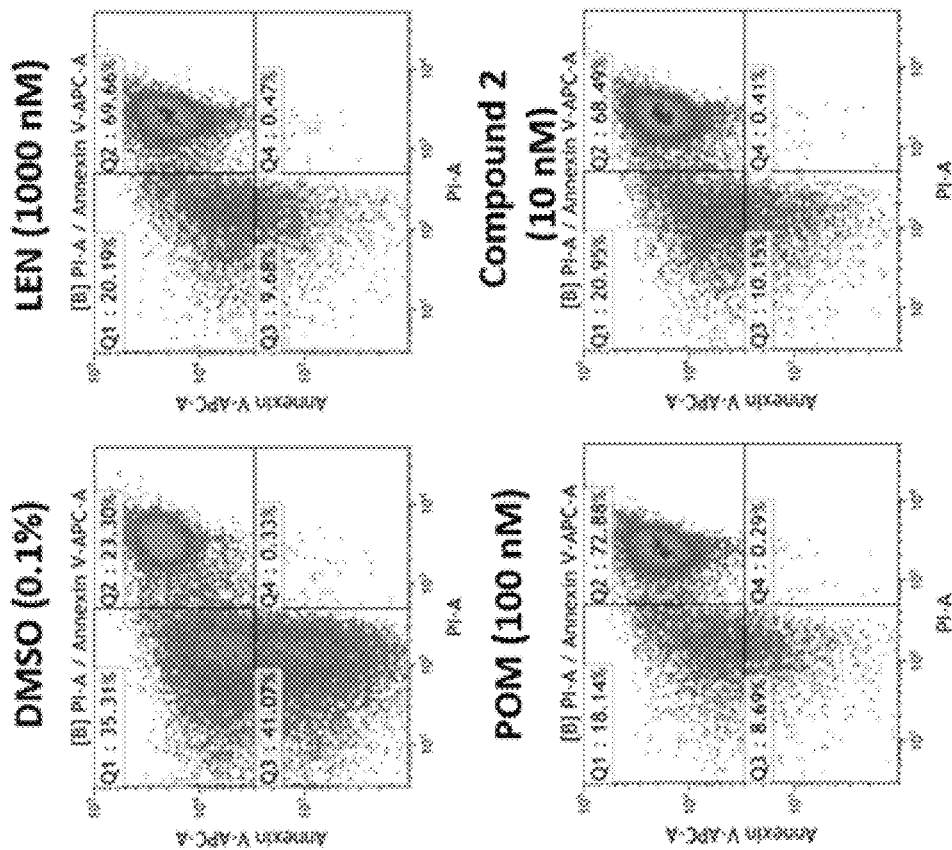 DMSO (0.1%)
[B] PI-A / Annexin V-APC-A
Q1 : 35.31%
Q2 : 23.30%
Q3 : 41.07%
Q4 : 0.33%
Annexin V-APC-A
PI-A
LEN (1000 nM)
[B] PI-A / Annexin V-APC-A
Q1 : 20.19%
Q2 : 69.66%
Q3 : 9.68%
Q4 : 0.47%
Annexin V-APC-A
PI-A
POM (100 nM)
[B] PI-A / Annexin V-APC-A
Q1 : 18.14%
Q2 : 72.88%
Q3 : 8.69%
Q4 : 0.29%
Annexin V-APC-A
PI-A
Compound 2
(10 nM)
[B] PI-A / Annexin V-APC-A
Q1 : 20.95%
Q2 : 68.49%
Q3 : 10.15%
Q4 : 0.41%
Annexin V-APC-A
PI-A